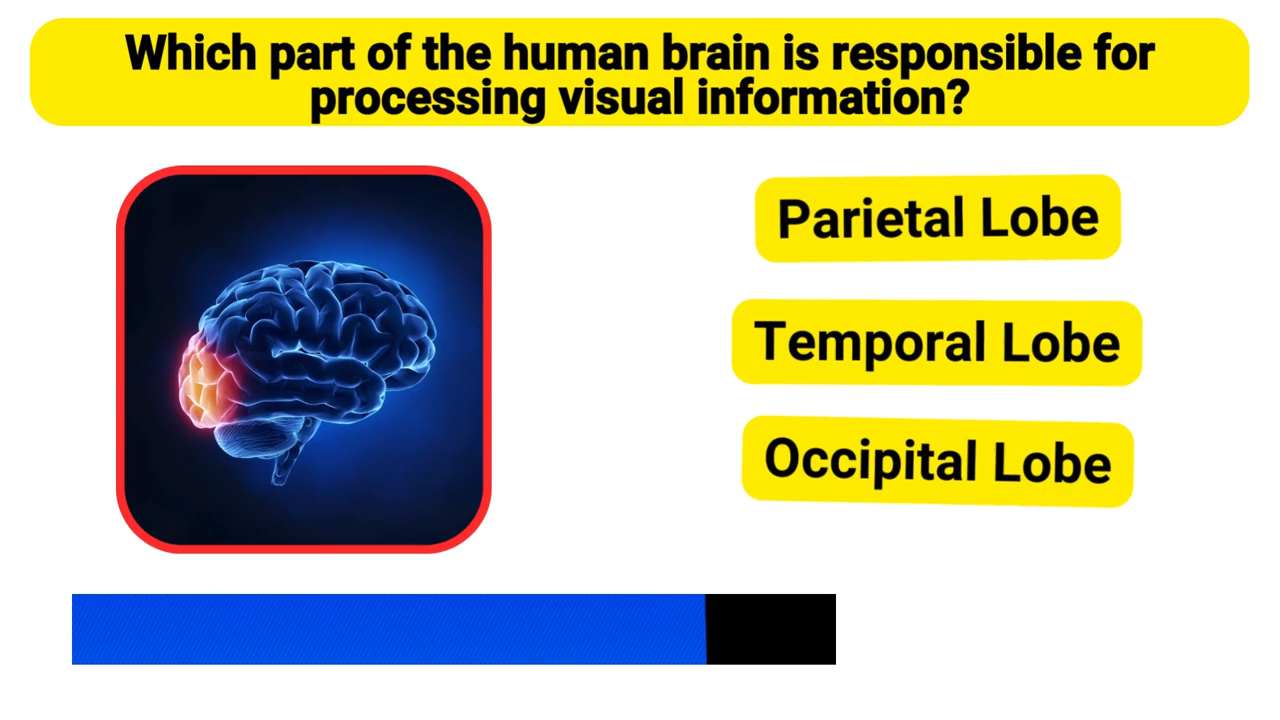 Which part of the human brain is responsible for
processing visual information?
Parietal Lobe
Temporal Lobe
Occipital Lobe